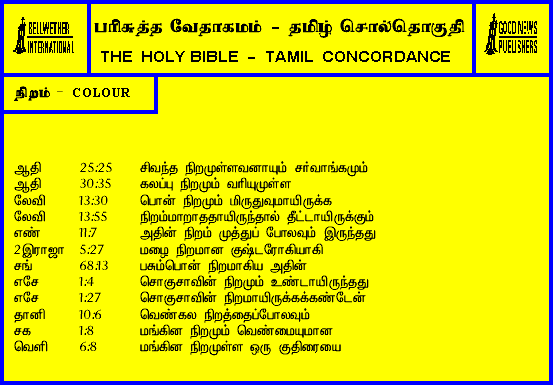 BELLWETHER
INTERNATIONAL
பரிசுத்த வேதாகமம் - தமிழ் சொல்தொகுதி
THE HOLY BIBLE - TAMIL CONCORDANCE
GOOD NEWS
PUBLISHERS
நிறம் - COLOUR
ஆதி 25:25 சிவந்த நிறமுள்ளவனாயும் சர்வாங்கமும்
ஆதி 30:35 கலப்பு நிறமும் வரியுமுள்ள
லேவி 13:30 பொன் நிறமும் மிருதுவுமாயிருக்க
லேவி 13:55 நிறம்மாறாததாயிருந்தால் தீட்டாயிருக்கும்
எண் 11:7 அதின் நிறம் முத்துப் போலவும் இருந்தது
2இராஜா 5:27 மழை நிறமான குஷ்டரோகியாகி
சங் 68:13 பசும்பொன் நிறமாகிய அதின்
எசே 1:4 சொகுசாவின் நிறமும் உண்டாயிருந்தது
எசே 1:27 சொகுசாவின் நிறமாயிருக்கக்கண்டேன்
தானி 10:6 வெண்கல நிறத்தைப்போலவும்
சக 1:8 மங்கின நிறமும் வெண்மையுமான
வெளி 6:8 மங்கின நிறமுள்ள ஒரு குதிரையை